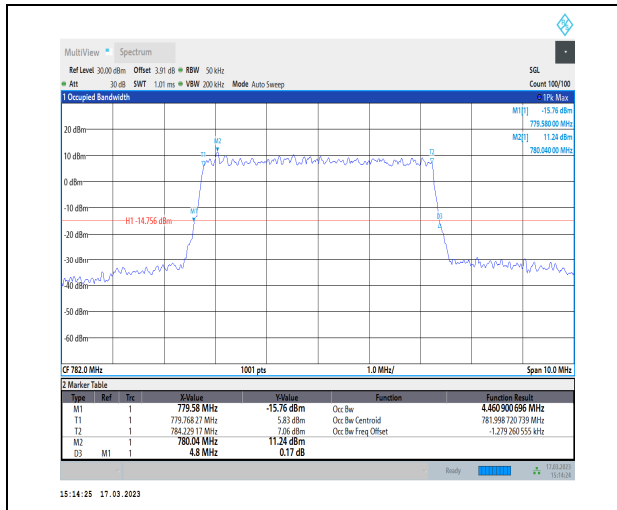 MultiView Spectrum
Ref Level 30.00 dBm Offset 3.91 dB RBW 50 kHz SGL
Att 30 dB SWT 1.01 ms VBW 200 kHz Mode Auto Sweep Count 100/100
1 Occupied Bandwidth 1Pk Max
M1[1] -15.76 dBm
779.58000 MHz
M2[1] 11.24 dBm
780.04000 MHz
20 dBm
M2
T1
T2
10 dBm
0 dBm
-10 dBm
M1
D3
H1 -14.756 dBm
-20 dBm
-30 dBm
-40 dBm
-50 dBm
-60 dBm
CF 782.0 MHz 1001 pts 1.0 MHz/ Span 10.0 MHz
2 Marker Table
Type Ref Trc X-Value Y-Value Function Function Result
M1 1 779.58 MHz -15.76 dBm Occ Bw 4.460 900 696 MHz
T1 1 779.768 27 MHz 5.83 dBm Occ Bw Centroid 781.998 720 739 MHz
T2 1 784.229 17 MHz 7.06 dBm Occ Bw Freq Offset -1.279 260 555 kHz
M2 1 780.04 MHz 11.24 dBm
D3 M1 1 4.8 MHz 0.17 dB
Ready 17.03.2023
15:14:24
15:14:25 17.03.2023